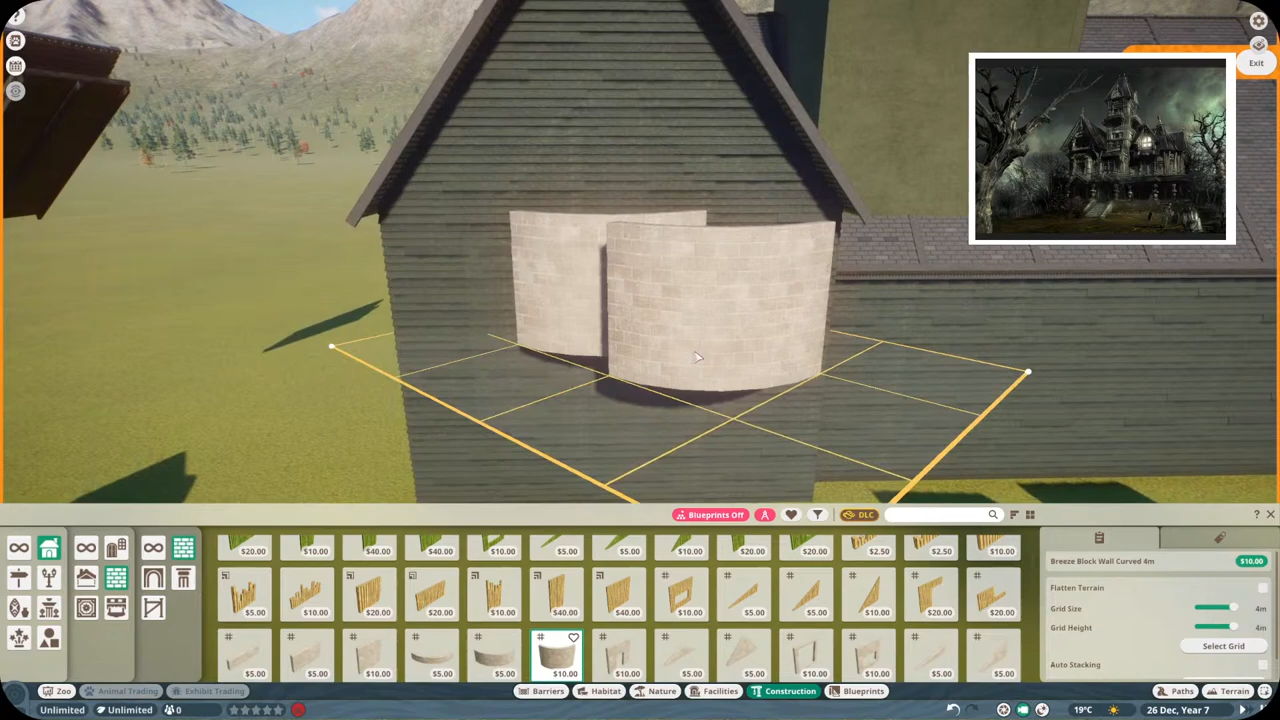 ?
Exit
Blueprints Off
DLC
?
$20.00 $10.00 $40.00 $40.00 $10.00 $5.00 $5.00 $10.00 $20.00 $20.00 $2.50 $2.50 $10.00
$5.00 $10.00 $20.00 $20.00 $10.00 $40.00 $40.00 $10.00 $5.00 $5.00 $10.00 $20.00 $20.00
$5.00 $10.00 $10.00 $5.00 $5.00 $10.00 $10.00 $5.00 $5.00 $10.00 $10.00 $5.00 $5.00
Breeze Block Wall Curved 4m $10.00
Flatten Terrain
Grid Size 4m
Grid Height 4m
Select Grid
Auto Stacking
Zoo Animal Trading Exhibit Trading Barriers Habitat Nature Facilities Construction Blueprints Paths Terrain
Unlimited Unlimited 0 19°C 26 Dec, Year 7